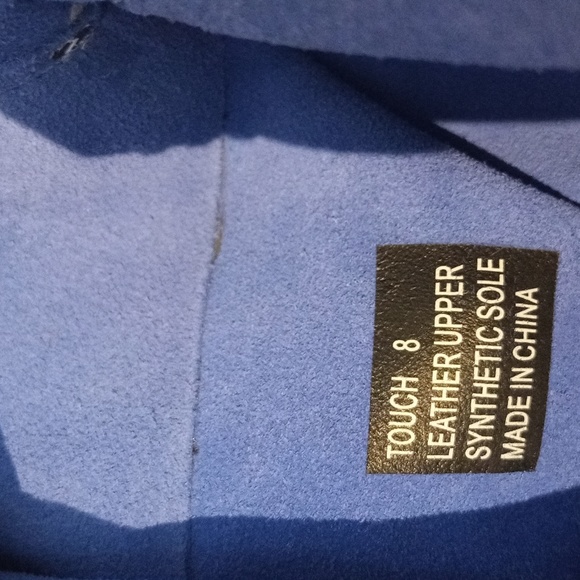 TOUCH 8
LEATHER UPPER
SYNTHETIC SOLE
MADE IN CHINA